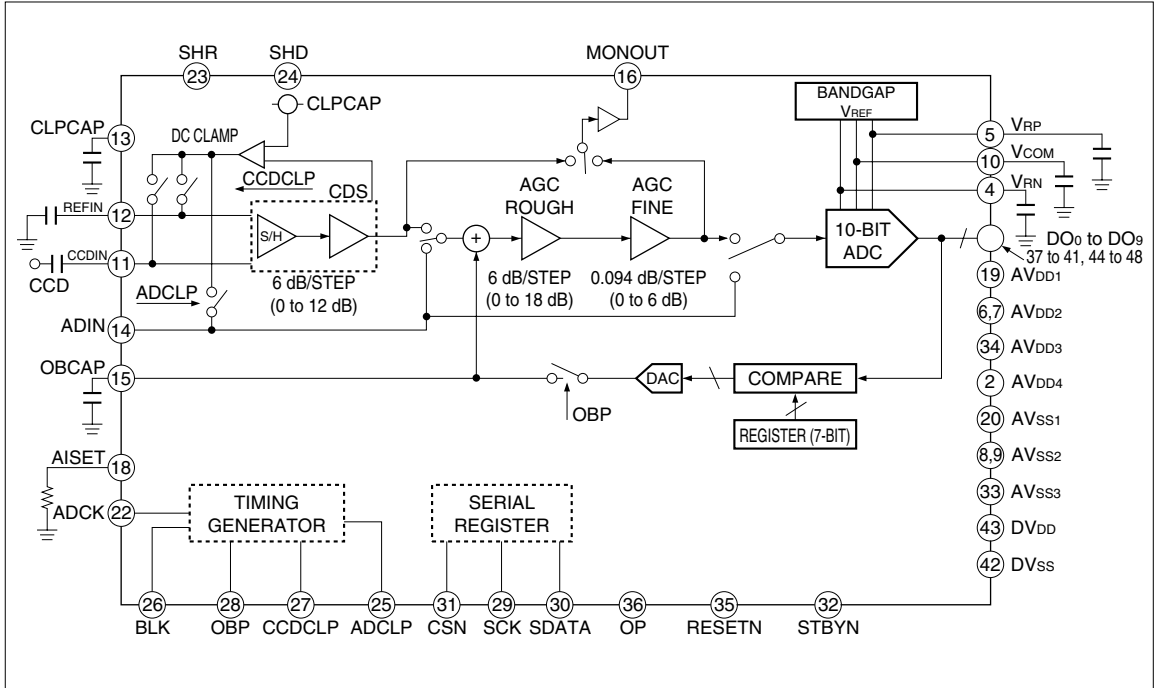 SHR
SHD
MONOUT
23
24
16
CLPCAP
BANDGAP
VREF
CLPCAP
13
DC CLAMP
5
VRP
CCDCLP
CDS
10
VCOM
AGC
ROUGH
AGC
FINE
4
VRN
REFIN
12
S/H
+
10-BIT
ADC
DO0 to DO9
37 to 41, 44 to 48
CCDIN
11
CCD
6 dB/STEP
(0 to 12 dB)
6 dB/STEP
(0 to 18 dB)
0.094 dB/STEP
(0 to 6 dB)
19
AVDD1
ADCLP
ADIN
14
6,7
AVDD2
34
AVDD3
OBCAP
15
DAC
COMPARE
2
AVDD4
OBP
REGISTER (7-BIT)
20
AVSS1
8,9
AVSS2
AISET
18
33
AVSS3
ADCK
22
TIMING
GENERATOR
SERIAL
REGISTER
43
DVDD
42
DVSS
26
28
27
25
31
29
30
36
35
32
BLK
OBP
CCDCLP
ADCLP
CSN
SCK
SDATA
OP
RESETN
STBYN